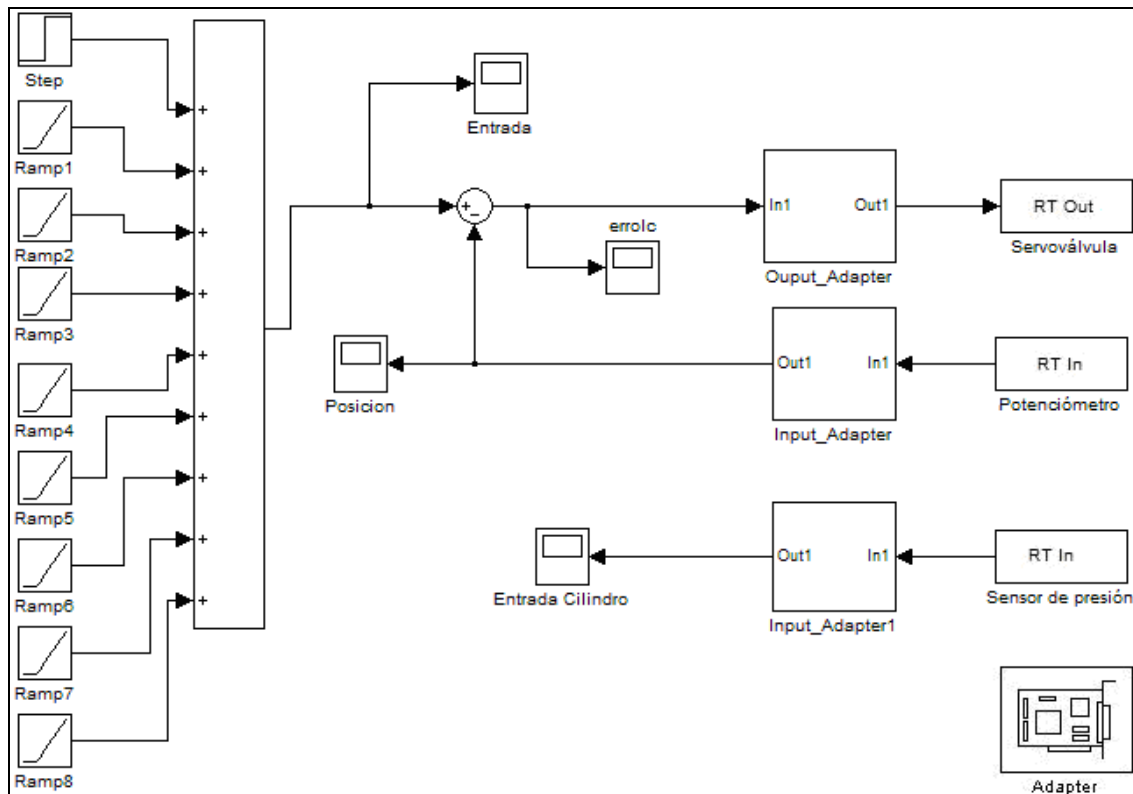 Step
+
Ramp1
+
Ramp2
+
Ramp3
+
Ramp4
+
Ramp5
+
Ramp6
+
Ramp7
+
Ramp8
+
Entrada
+
−
errolc
In1 Out1
Ouput_Adapter
RT Out
Servoválvula
Posicion
Out1 In1
Input_Adapter
RT In
Potenciómetro
Entrada Cilindro
Out1 In1
Input_Adapter1
RT In
Sensor de presión
Adapter